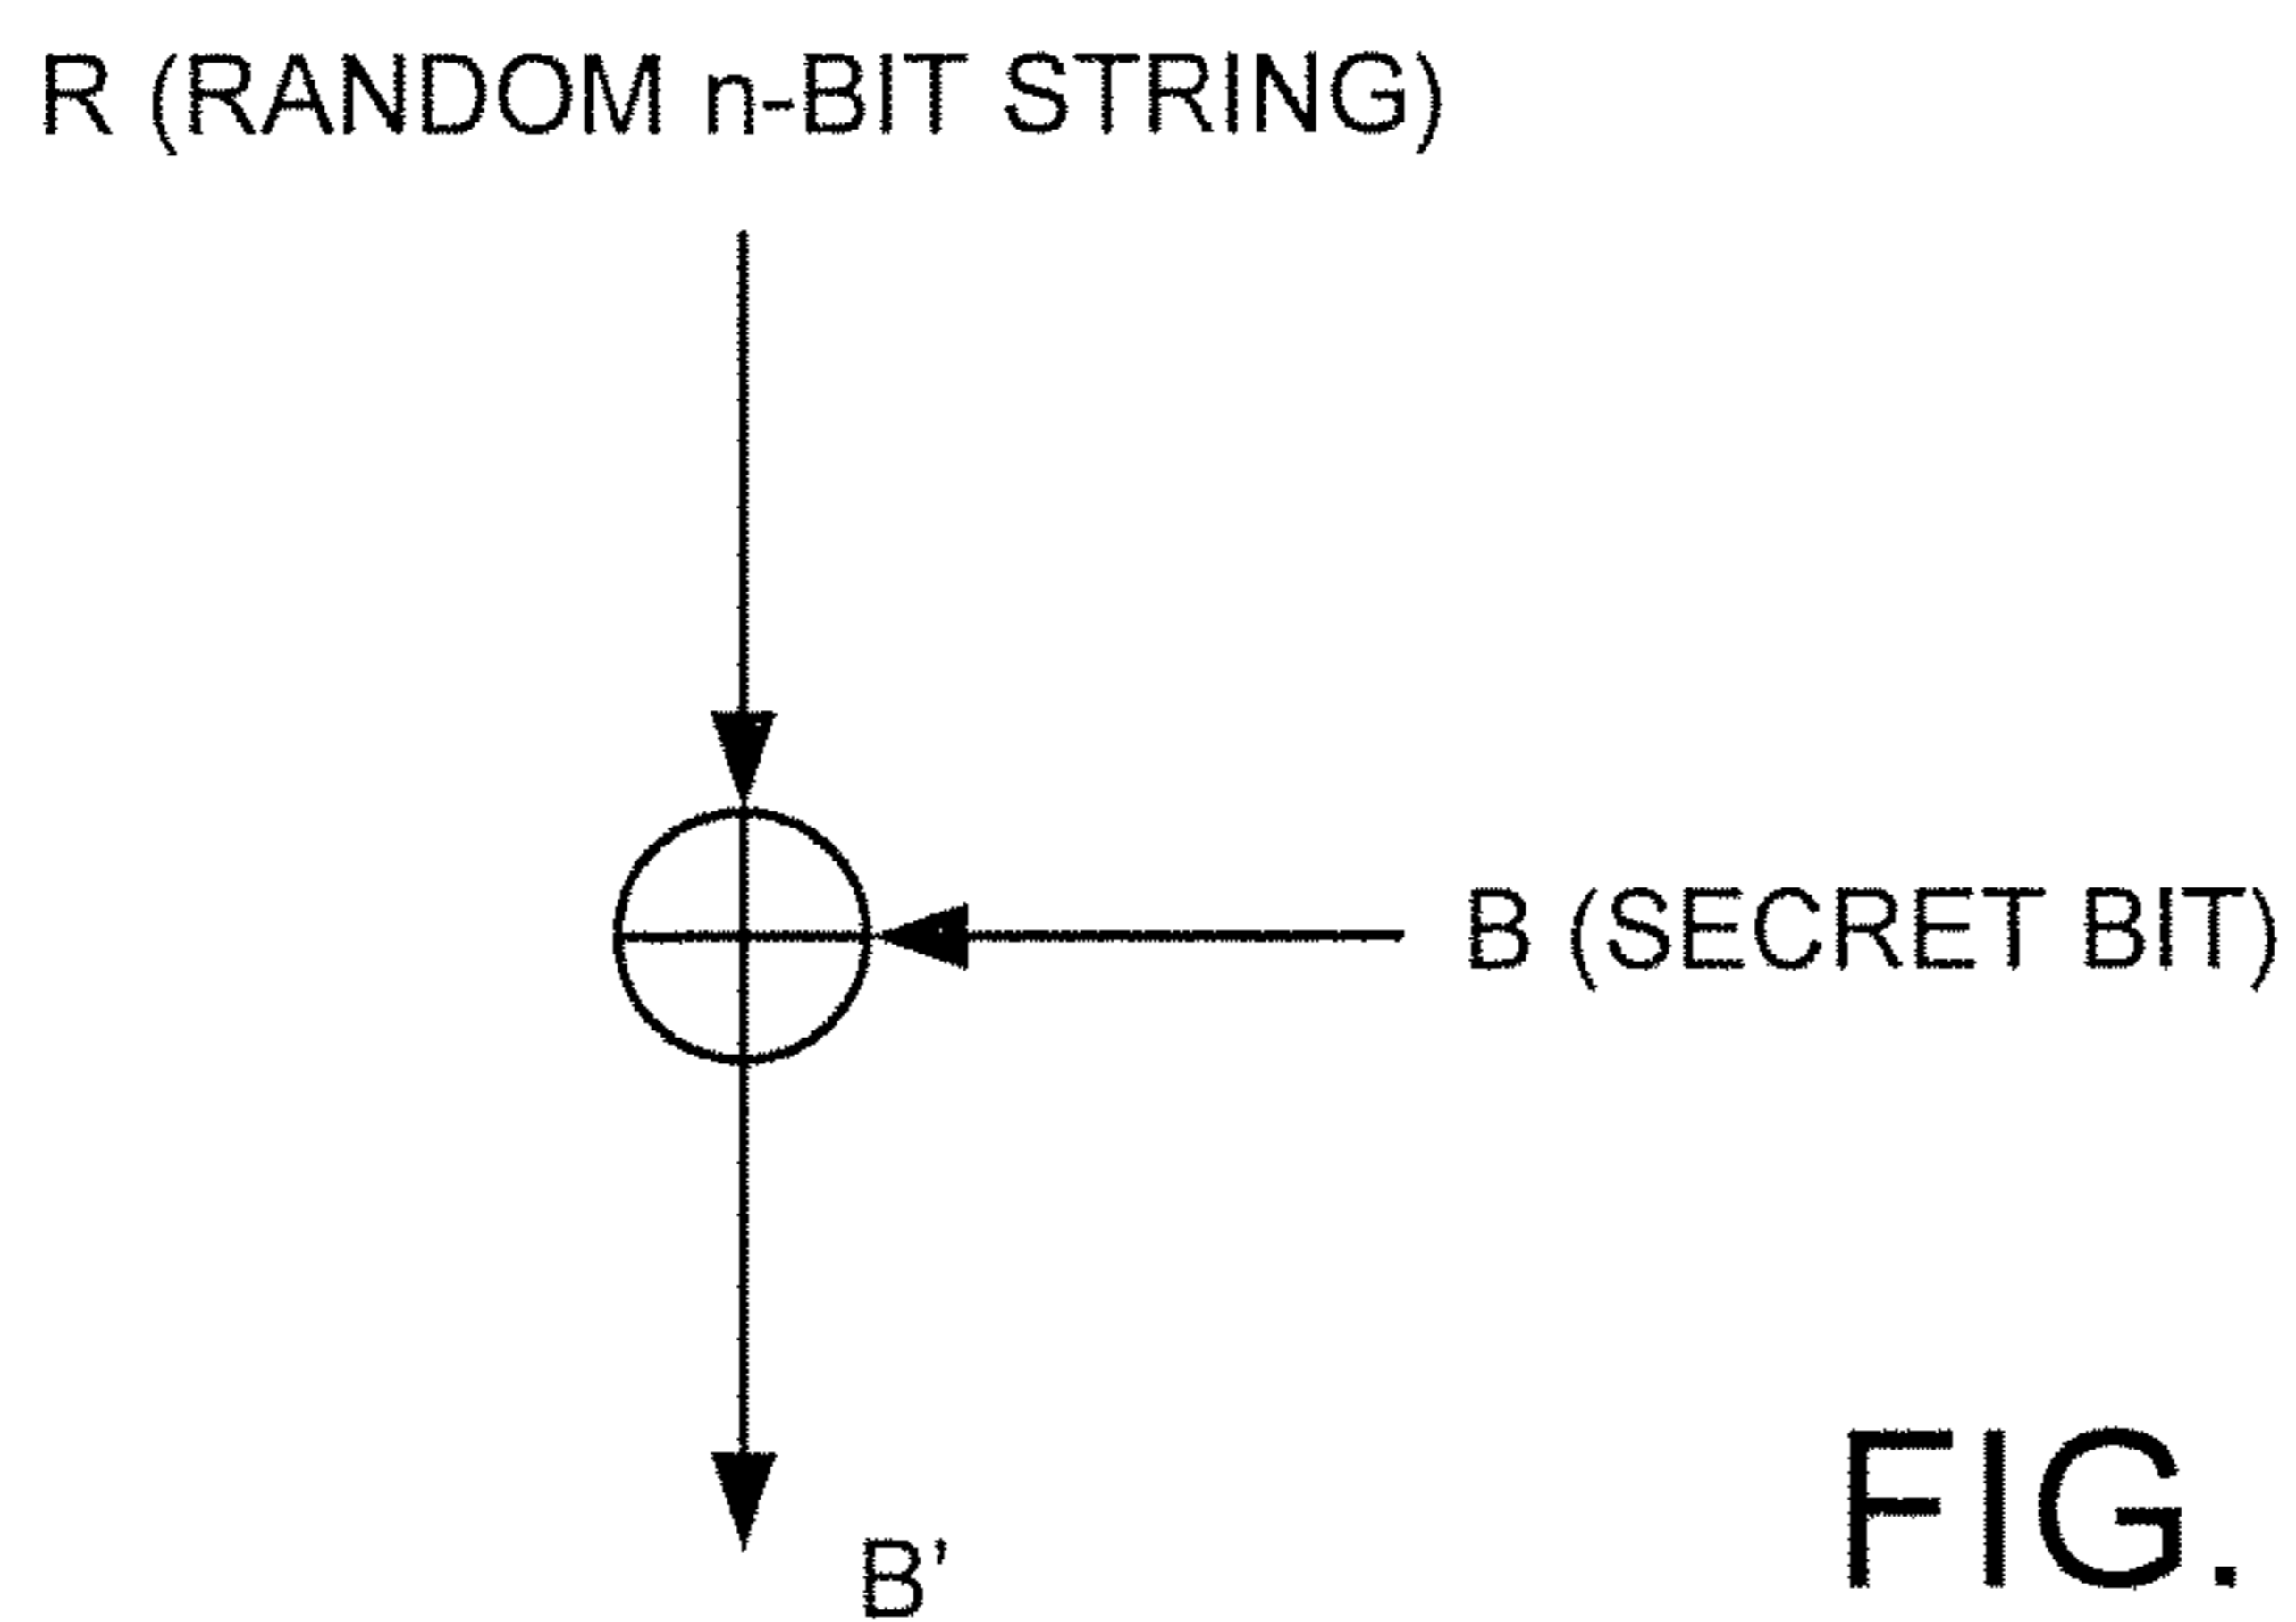 R (RANDOM n-BIT STRING)
B (SECRET BIT)
B'
FIG.